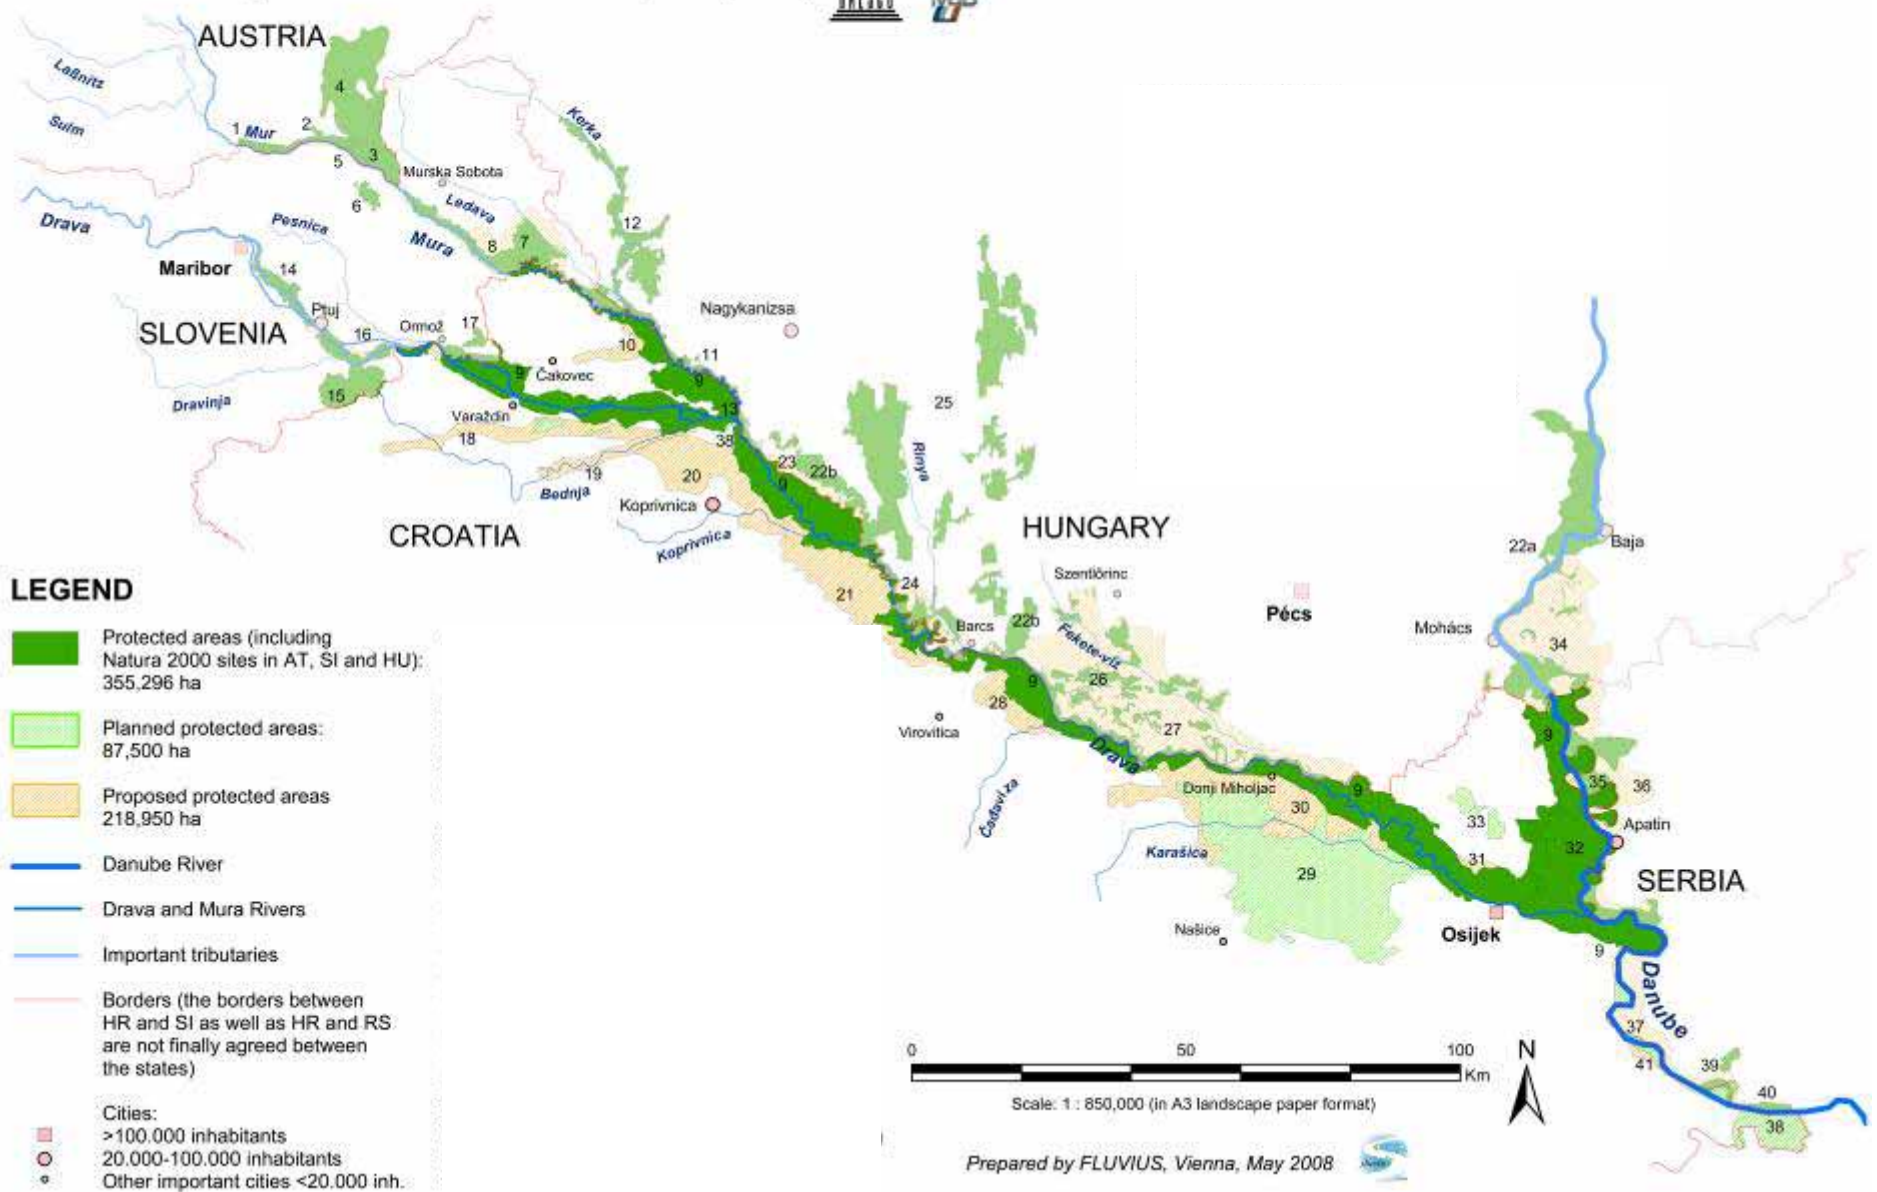 AUSTRIA
Laßnitz
4
Sulm
1
Mur
2
5
3
Kerka
Murska Sobota
6
Ledava
12
Drava
Pesnica
Mura
8
7
Maribor
14
Ptuj
Nagykanizsa
SLOVENIA
16
Ormož
17
10
11
15
9
Čakovec
9
Dravinja
Varaždin
13
25
18
38
Rinya
19
20
23
22b
9
Bednja
Koprivnica
CROATIA
Koprivnica
HUNGARY
22a
Baja
Szentlőrinc
21
24
Pécs
Barcs
22b
Fekete-víz
Mohács
34
9
26
28
Virovitica
27
9
Drava
35
36
Čađavi za
Donji Miholjac
30
9
33
Apatin
Karašica
31
32
29
SERBIA
Našice
Osijek
9
Danube
37
41
39
40
38
LEGEND
Protected areas (including
Natura 2000 sites in AT, SI and HU):
355,296 ha
Planned protected areas:
87,500 ha
Proposed protected areas
218,950 ha
Danube River
Drava and Mura Rivers
Important tributaries
Borders (the borders between
HR and SI as well as HR and RS
are not finally agreed between
the states)
Cities:
>100.000 inhabitants
20.000-100.000 inhabitants
Other important cities <20.000 inh.
0 50 100
Km
N
Scale: 1 : 850,000 (in A3 landscape paper format)
Prepared by FLUVIUS, Vienna, May 2008